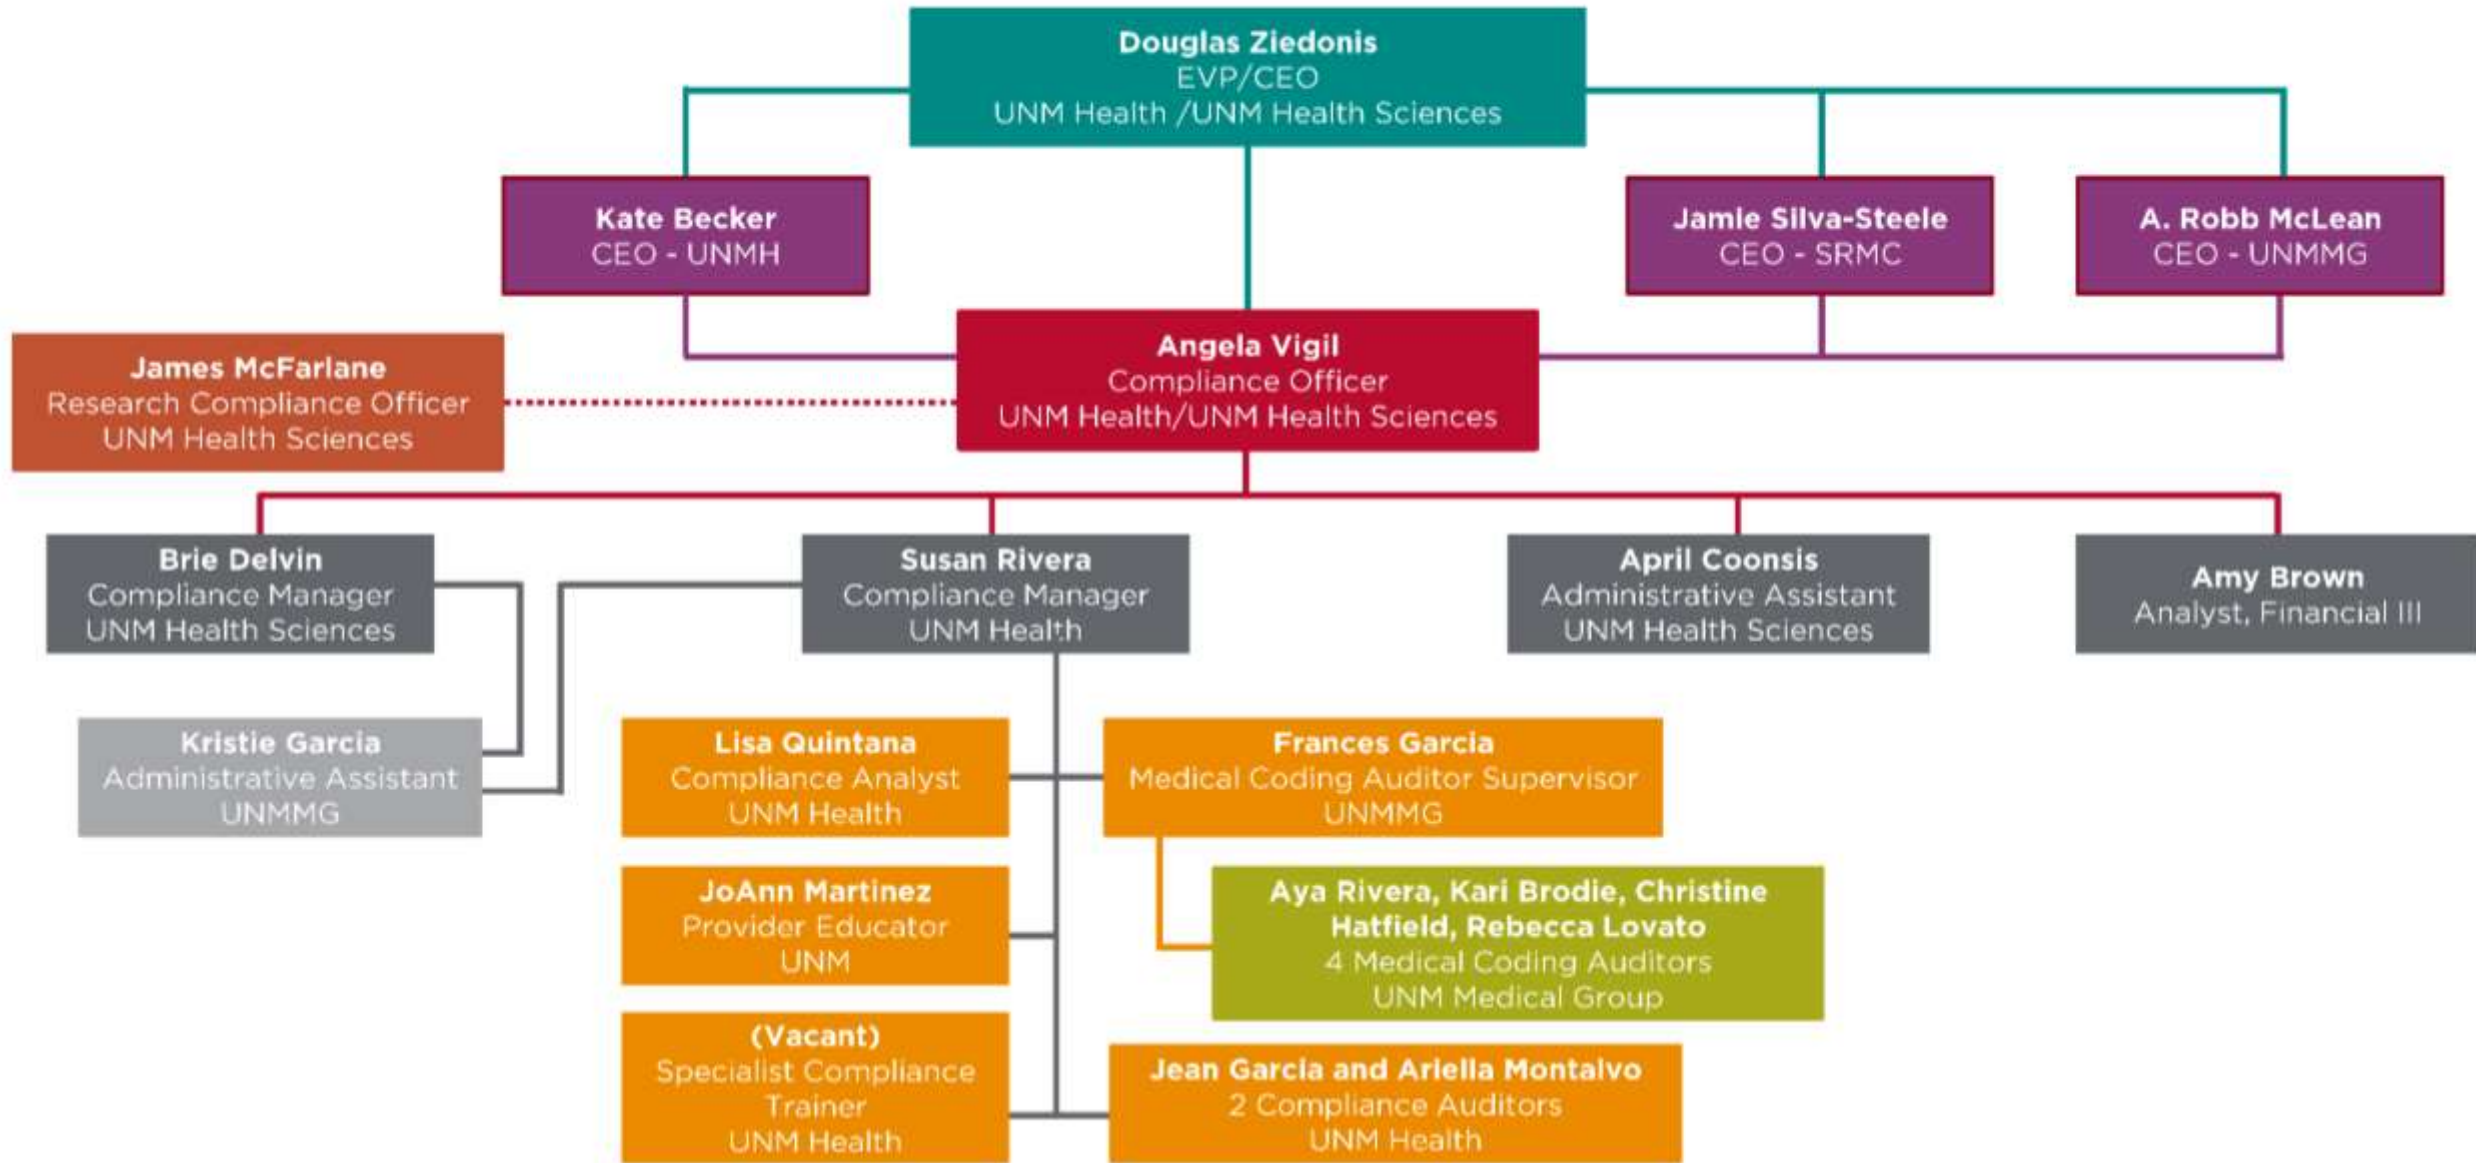 Douglas Ziedonis
EVP/CEO
UNM Health /UNM Health Sciences
Kate Becker
CEO - UNMH
Jamie Silva-Steele
CEO - SRMC
A. Robb McLean
CEO - UNMMG
James McFarlane
Research Compliance Officer
UNM Health Sciences
Angela Vigil
Compliance Officer
UNM Health/UNM Health Sciences
Brie Delvin
Compliance Manager
UNM Health Sciences
Susan Rivera
Compliance Manager
UNM Health
April Coonsis
Administrative Assistant
UNM Health Sciences
Amy Brown
Analyst, Financial III
Kristie Garcia
Administrative Assistant
UNMMG
Lisa Quintana
Compliance Analyst
UNM Health
Frances Garcia
Medical Coding Auditor Supervisor
UNMMG
JoAnn Martinez
Provider Educator
UNM
Aya Rivera, Kari Brodie, Christine
Hatfield, Rebecca Lovato
4 Medical Coding Auditors
UNM Medical Group
(Vacant)
Specialist Compliance
Trainer
UNM Health
Jean Garcia and Ariella Montalvo
2 Compliance Auditors
UNM Health